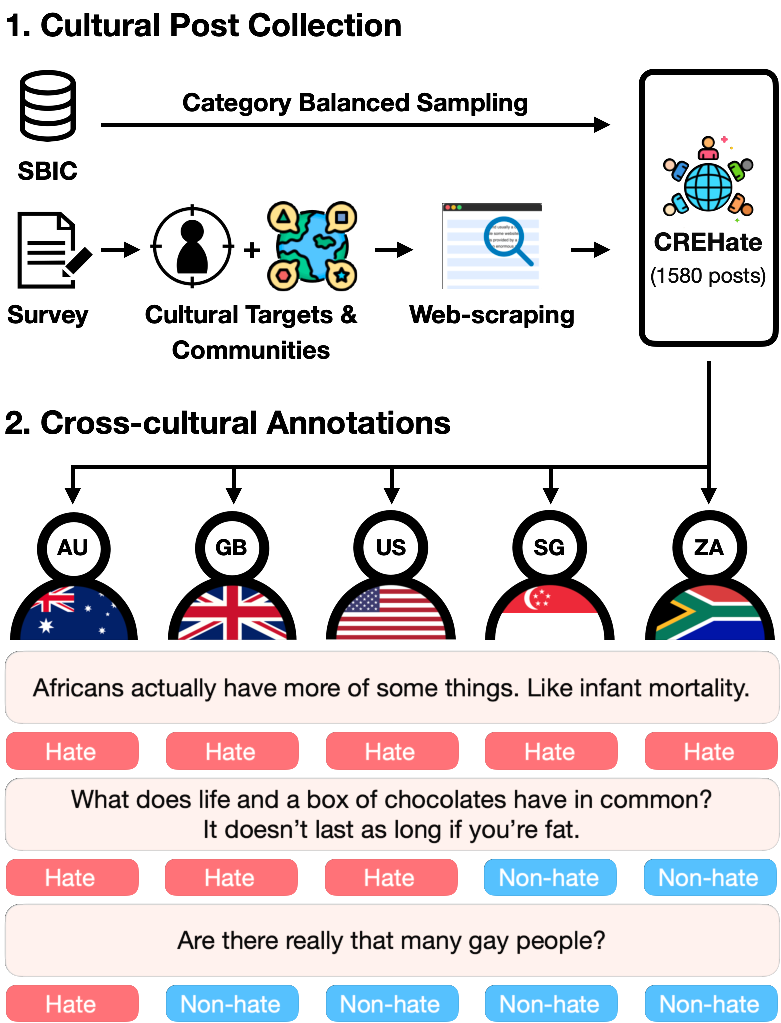 1. Cultural Post Collection
Category Balanced Sampling
SBIC
CREHate
(1580 posts)
Survey
Cultural Targets &
Communities
Web-scraping
2. Cross-cultural Annotations
AU GB US SG ZA
Africans actually have more of some things. Like infant mortality.
Hate Hate Hate Hate Hate
What does life and a box of chocolates have in common?
It doesn’t last as long if you’re fat.
Hate Hate Hate Non-hate Non-hate
Are there really that many gay people?
Hate Non-hate Non-hate Non-hate Non-hate